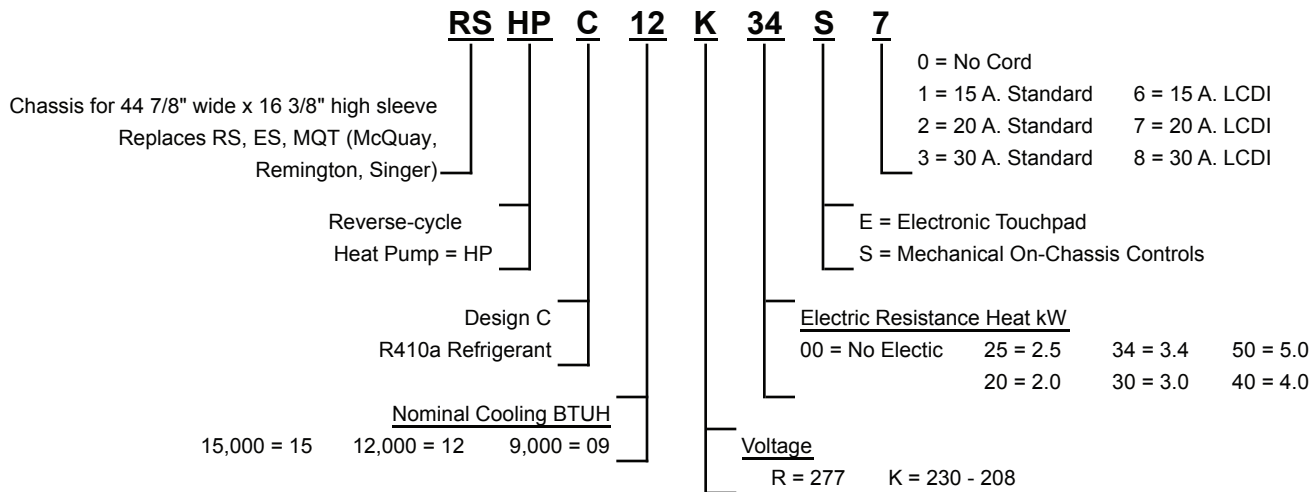 RS HP C 12 K 34 S 7
0 = No Cord
1 = 15 A. Standard 6 = 15 A. LCDI
2 = 20 A. Standard 7 = 20 A. LCDI
3 = 30 A. Standard 8 = 30 A. LCDI
Chassis for 44 7/8" wide x 16 3/8" high sleeve
Replaces RS, ES, MQT (McQuay,
Remington, Singer)
Reverse-cycle
Heat Pump = HP
E = Electronic Touchpad
S = Mechanical On-Chassis Controls
Design C
R410a Refrigerant
Electric Resistance Heat kW
00 = No Electic 25 = 2.5 34 = 3.4 50 = 5.0
20 = 2.0 30 = 3.0 40 = 4.0
Nominal Cooling BTUH
15,000 = 15 12,000 = 12 9,000 = 09
Voltage
R = 277 K = 230 - 208